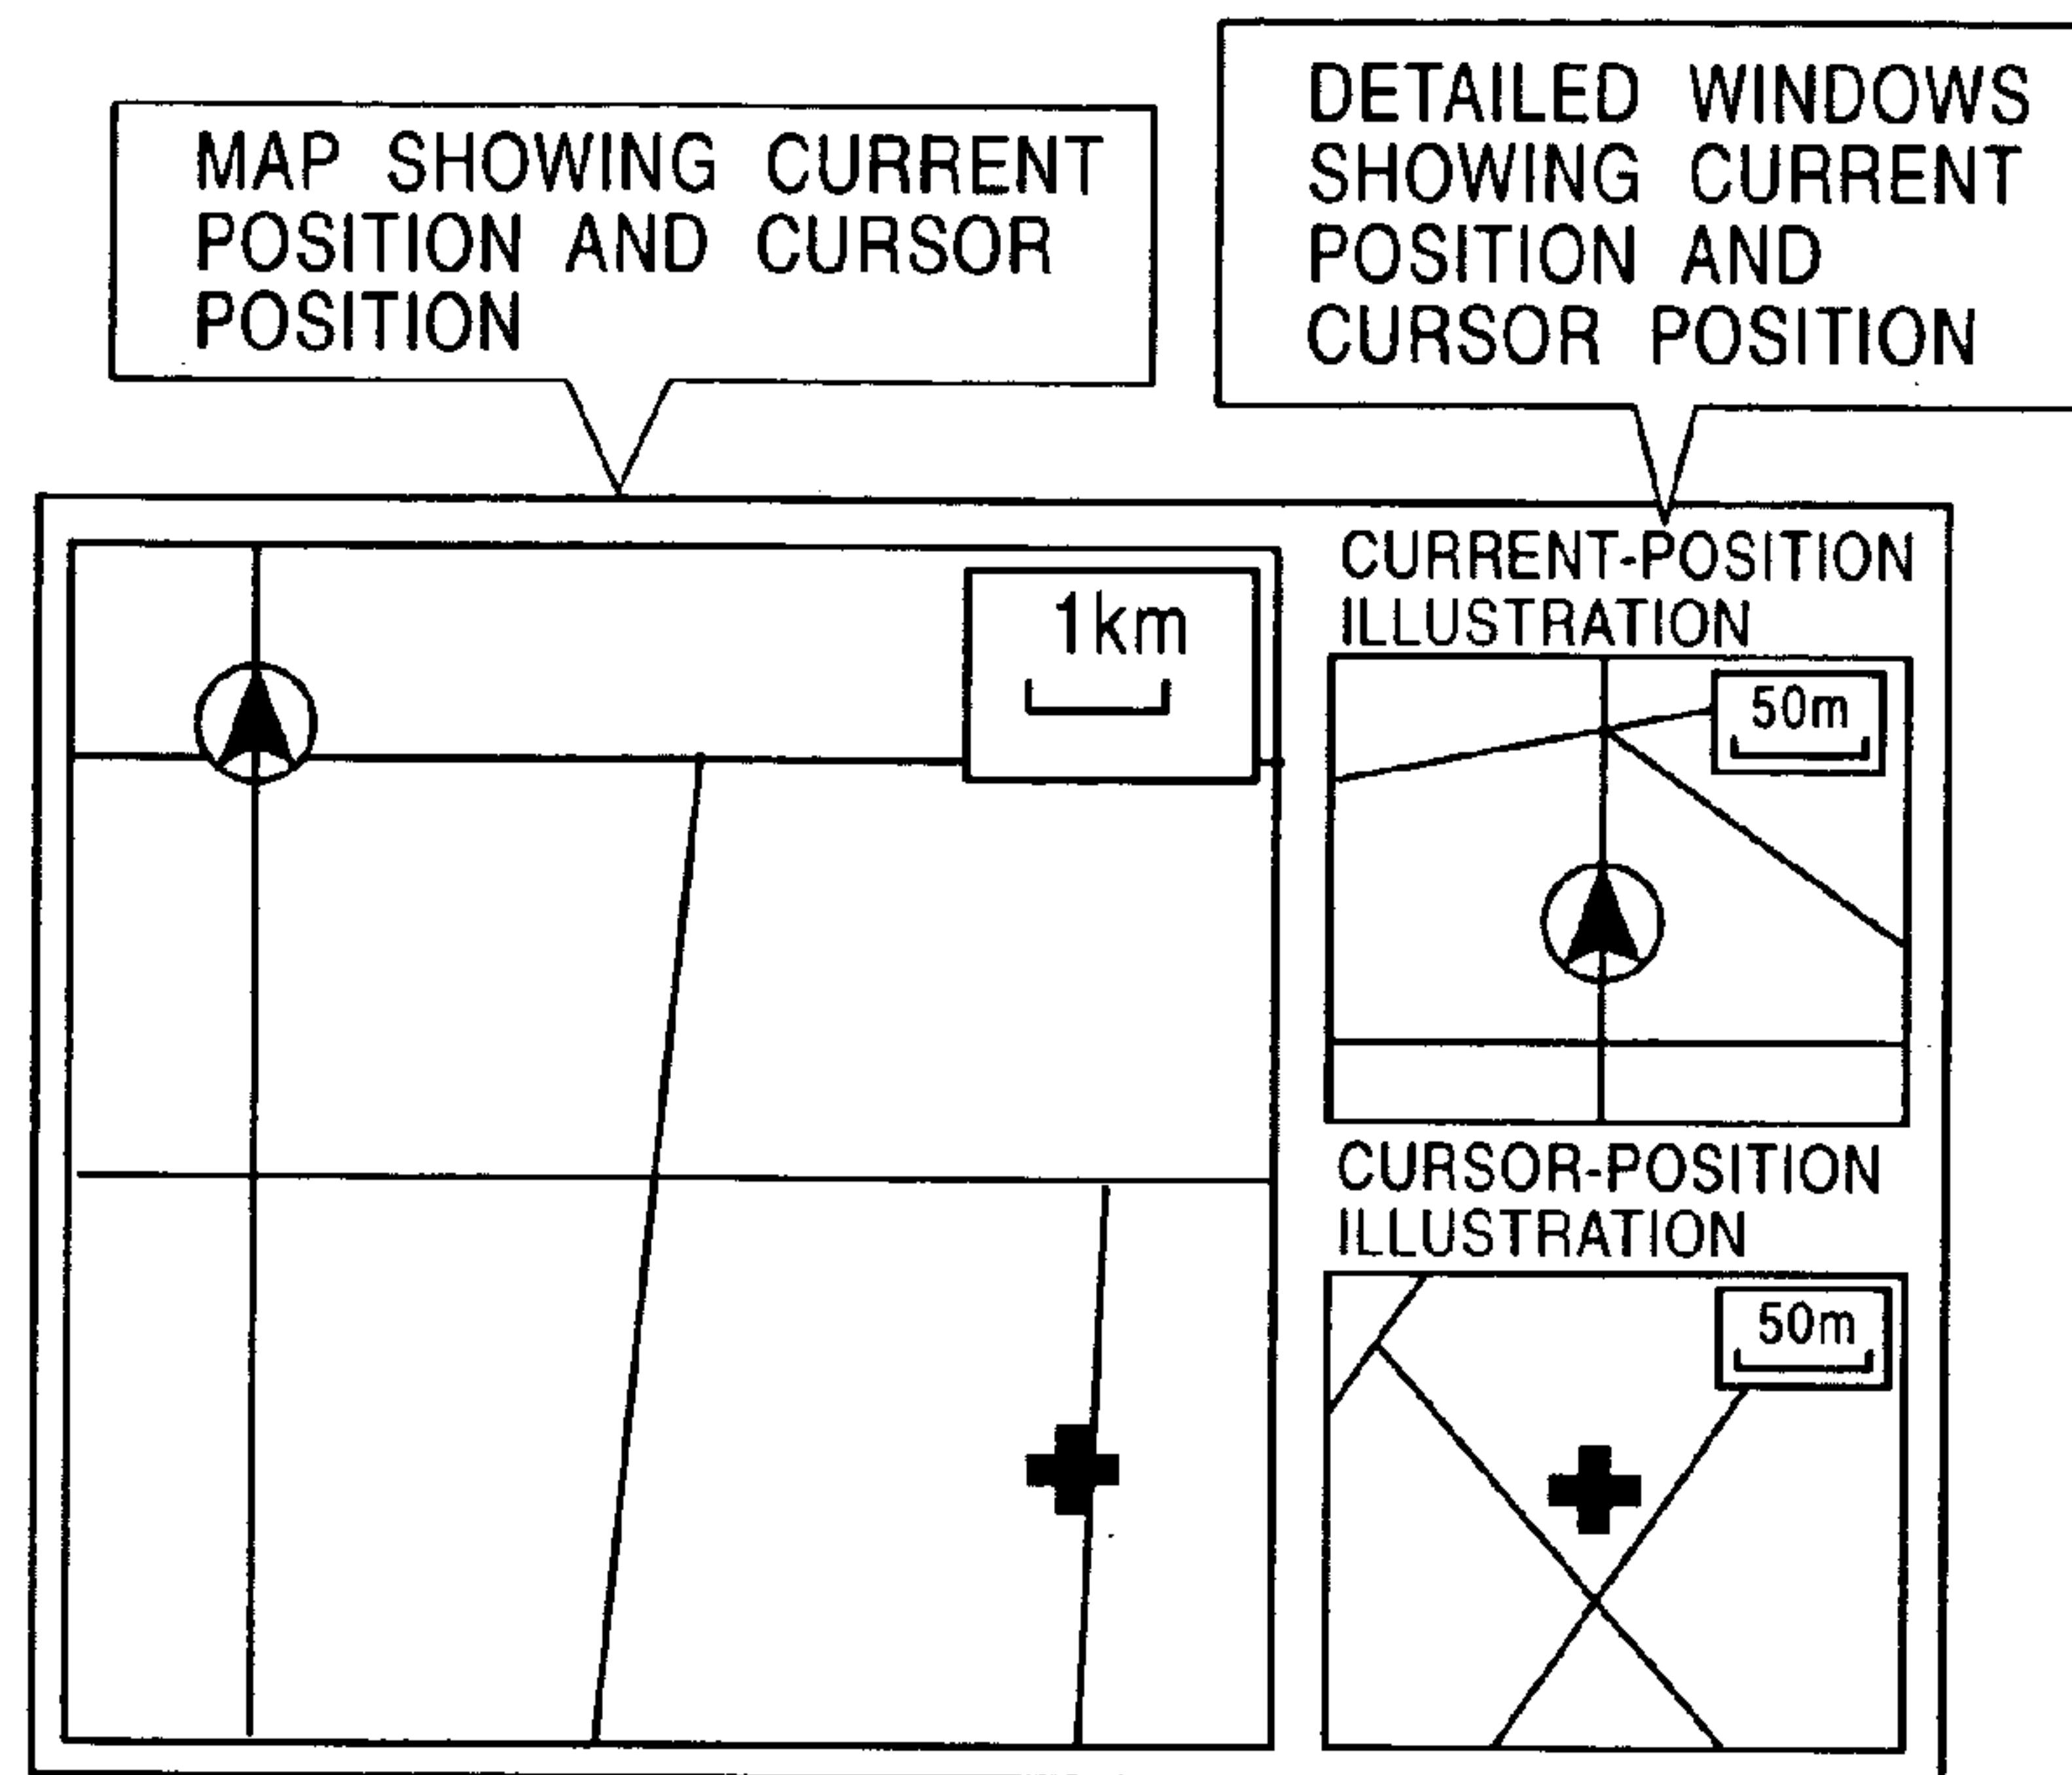 MAP SHOWING CURRENT
POSITION AND CURSOR
POSITION
DETAILED WINDOWS
SHOWING CURRENT
POSITION AND
CURSOR POSITION
1km
CURRENT-POSITION
ILLUSTRATION
50m
CURSOR-POSITION
ILLUSTRATION
50m